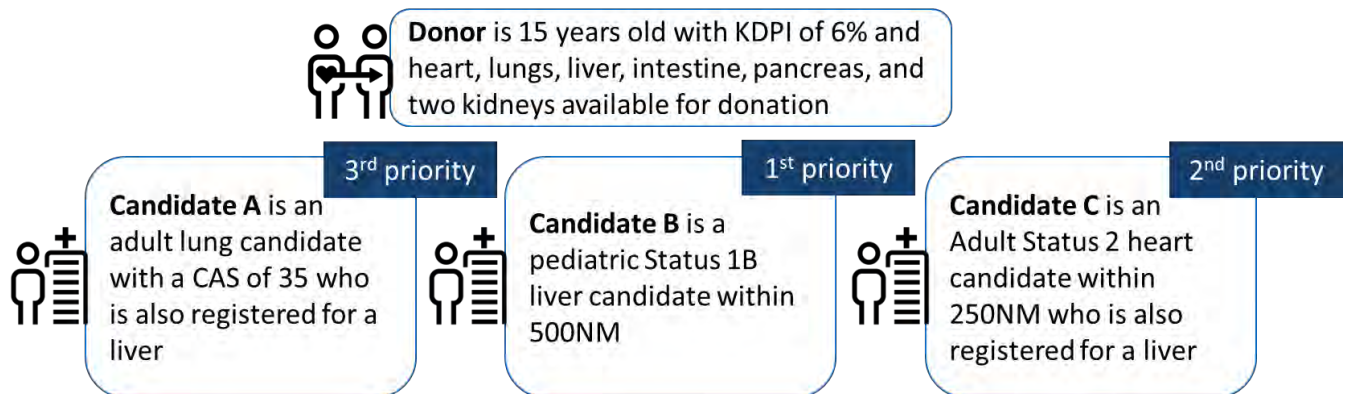 Donor is 15 years old with KDPI of 6% and
heart, lungs, liver, intestine, pancreas, and
two kidneys available for donation
3rd priority
Candidate A is an
adult lung candidate
with a CAS of 35 who
is also registered for a
liver
1st priority
Candidate B is a
pediatric Status 1B
liver candidate within
500NM
2nd priority
Candidate C is an
Adult Status 2 heart
candidate within
250NM who is also
registered for a liver